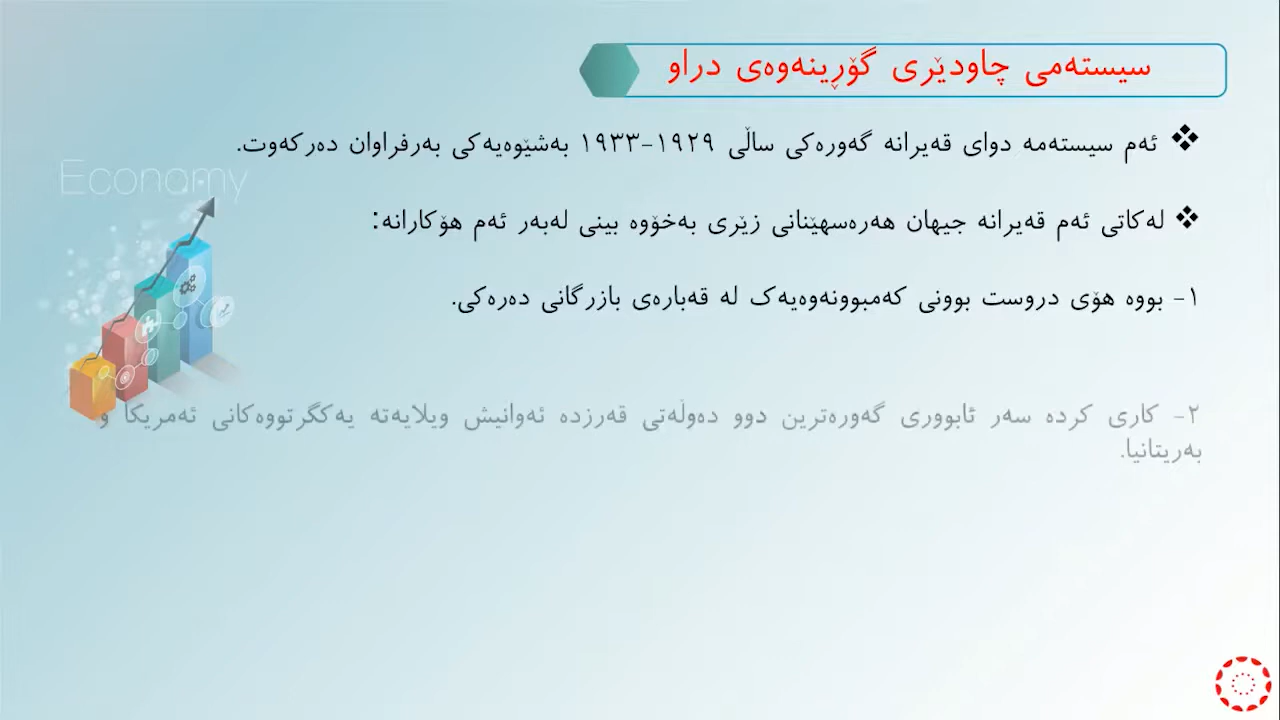 سیستەمی چاودێری گۆڕینەوەی دراو
❖ ئەم سیستەمە دوای قەیرانە گەورەکی ساڵی ١٩٢٩-١٩٣٣ بەشێوەیەکی بەرفراوان دەرکەوت.
Economy
❖ لەکاتی ئەم قەیرانە جیهان هەرەسهێنانی زێری بەخۆوە بینی لەبەر ئەم هۆکارانە:
١- بووە هۆی دروست بوونی کەمبوونەوەیەک لە قەبارەی بازرگانی دەرەکی.
٢- کاری کردە سەر ئابووری گەورەترین دوو دەوڵەتی قەرزدە ئەوانیش ویلایەتە یەکگرتووەکانی ئەمریکا و
بەریتانیا.